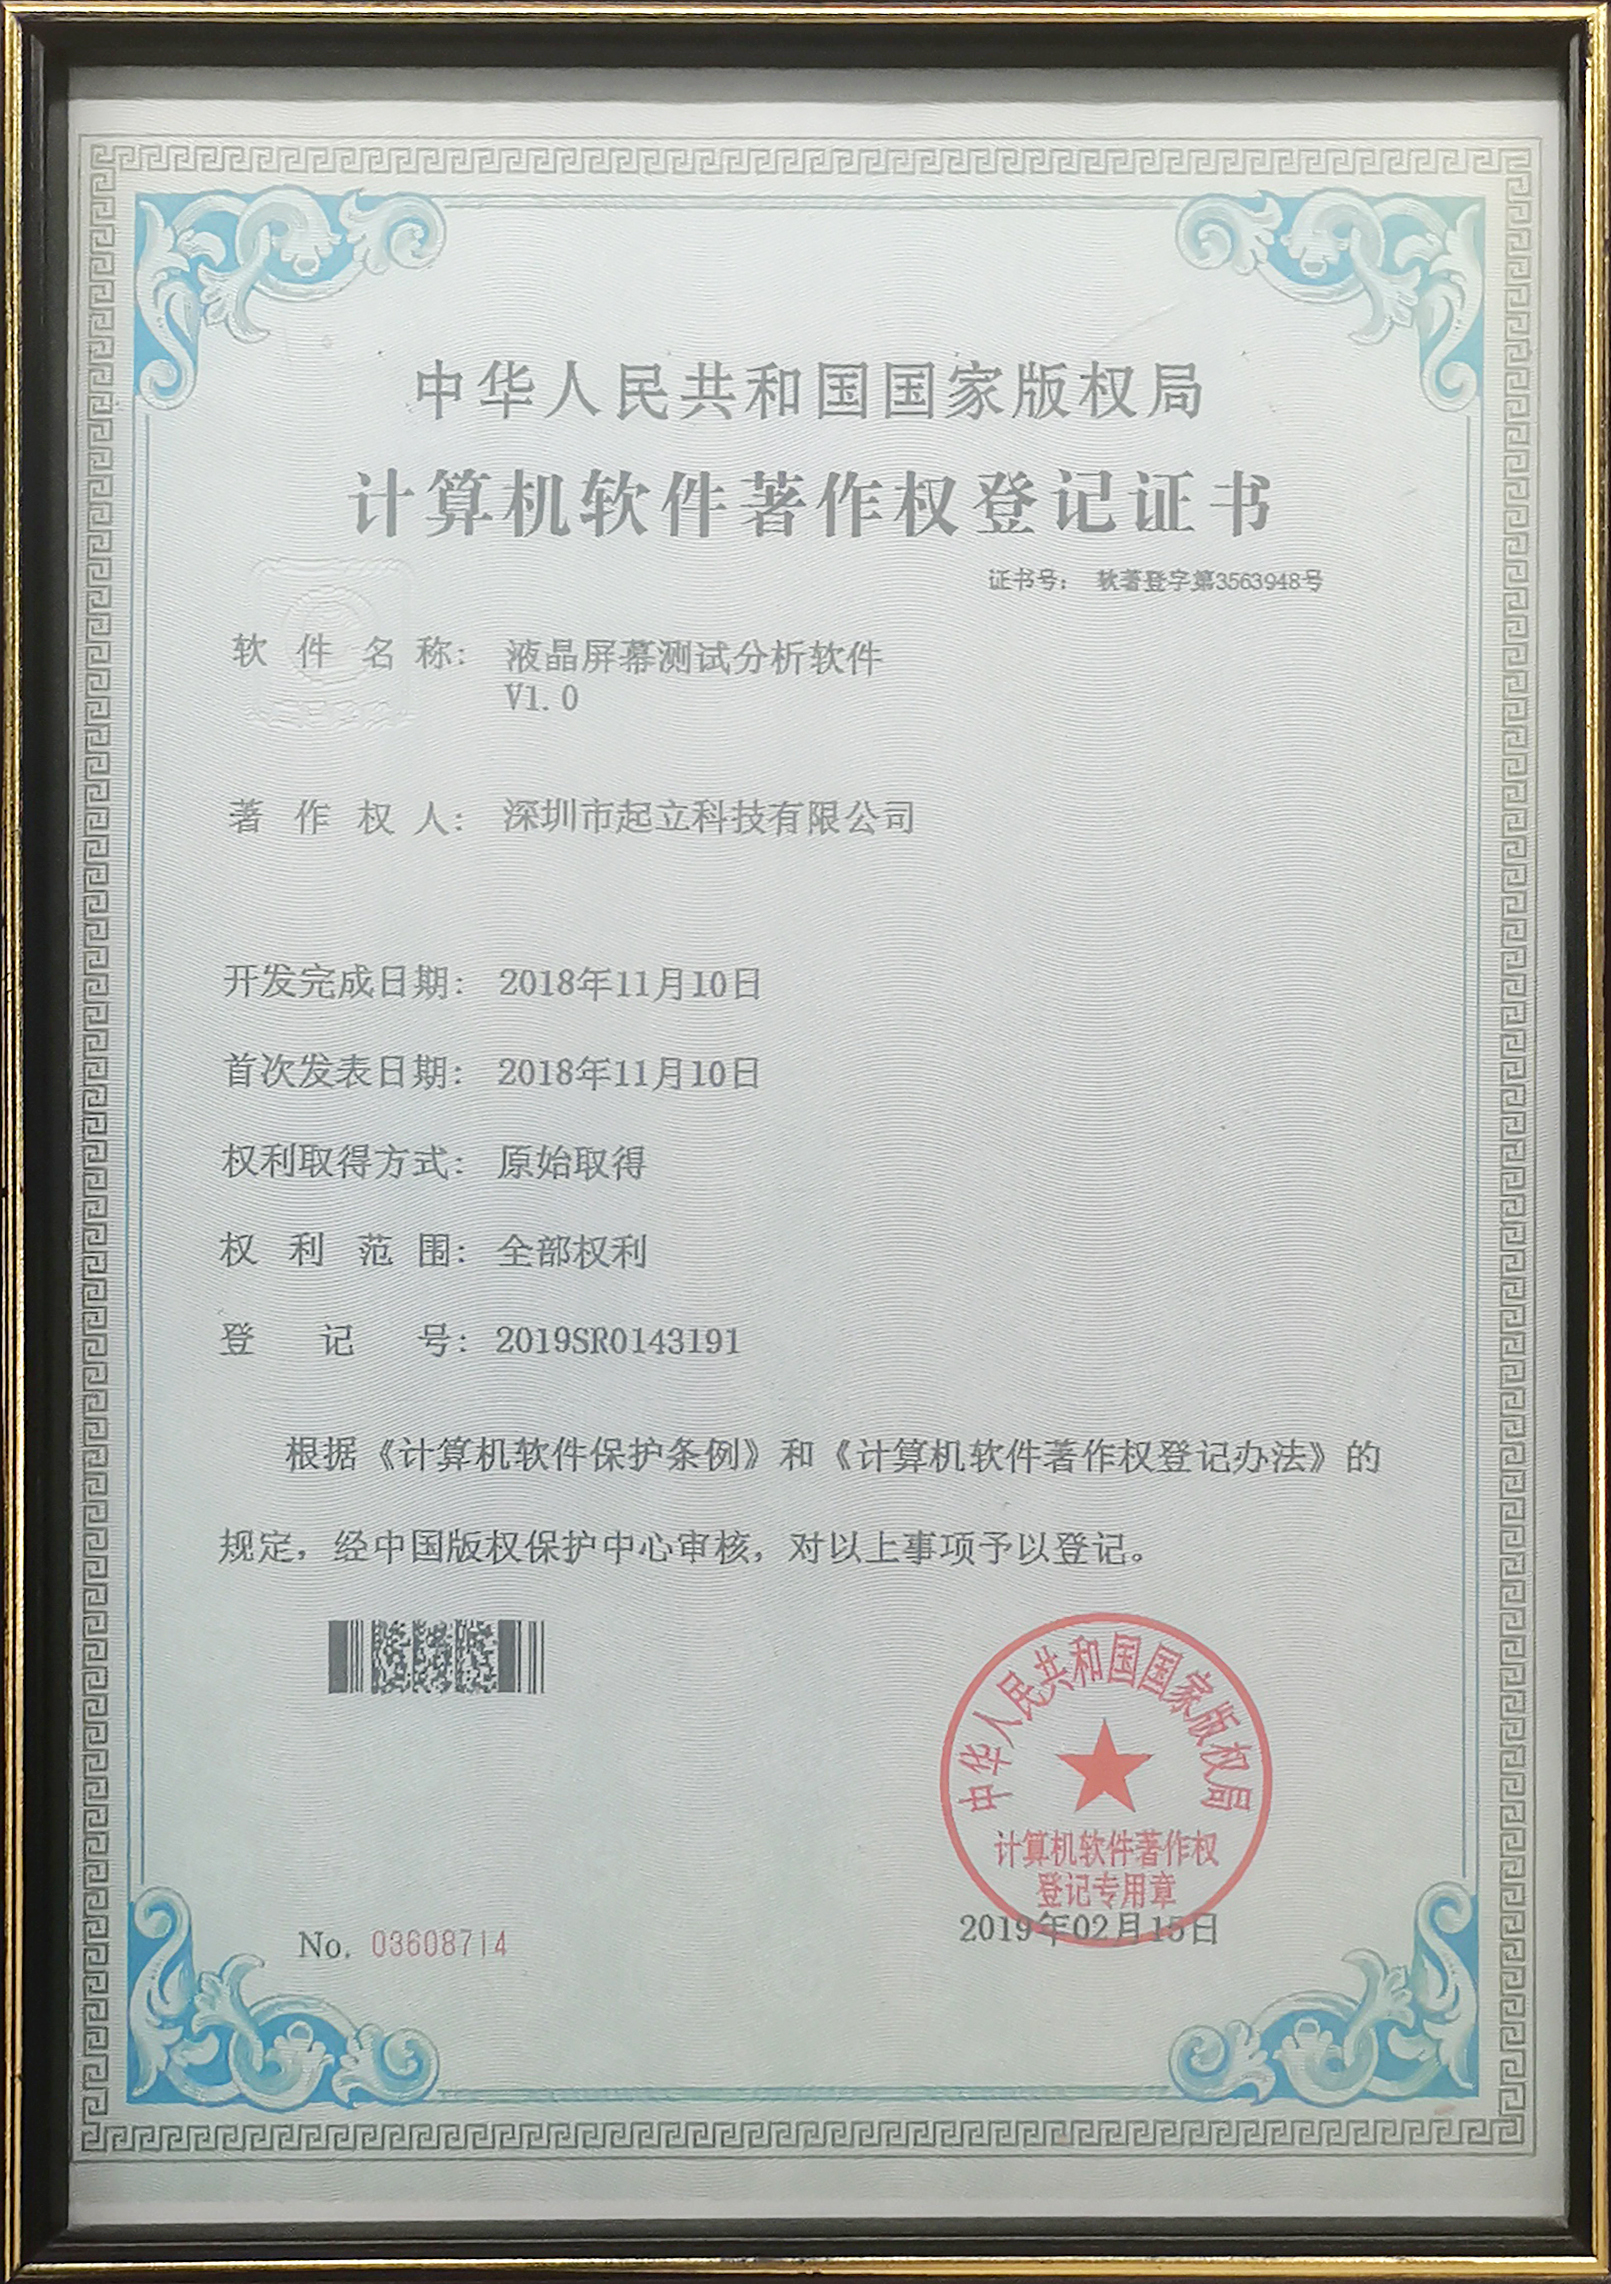 中华人民共和国国家版权局
计算机软件著作权登记证书
证书号： 软著登字第3563948号
软件名称： 液晶屏幕测试分析软件
V1.0
著作权人： 深圳市起立科技有限公司
开发完成日期： 2018年11月10日
首次发表日期： 2018年11月10日
权利取得方式： 原始取得
权利范围： 全部权利
登记号： 2019SR0143191
根据《计算机软件保护条例》和《计算机软件著作权登记办法》的
规定，经中国版权保护中心审核，对以上事项予以登记。
中华人民共和国国家版权局
计算机软件著作权
登记专用章
2019年02月15日
No. 03608714